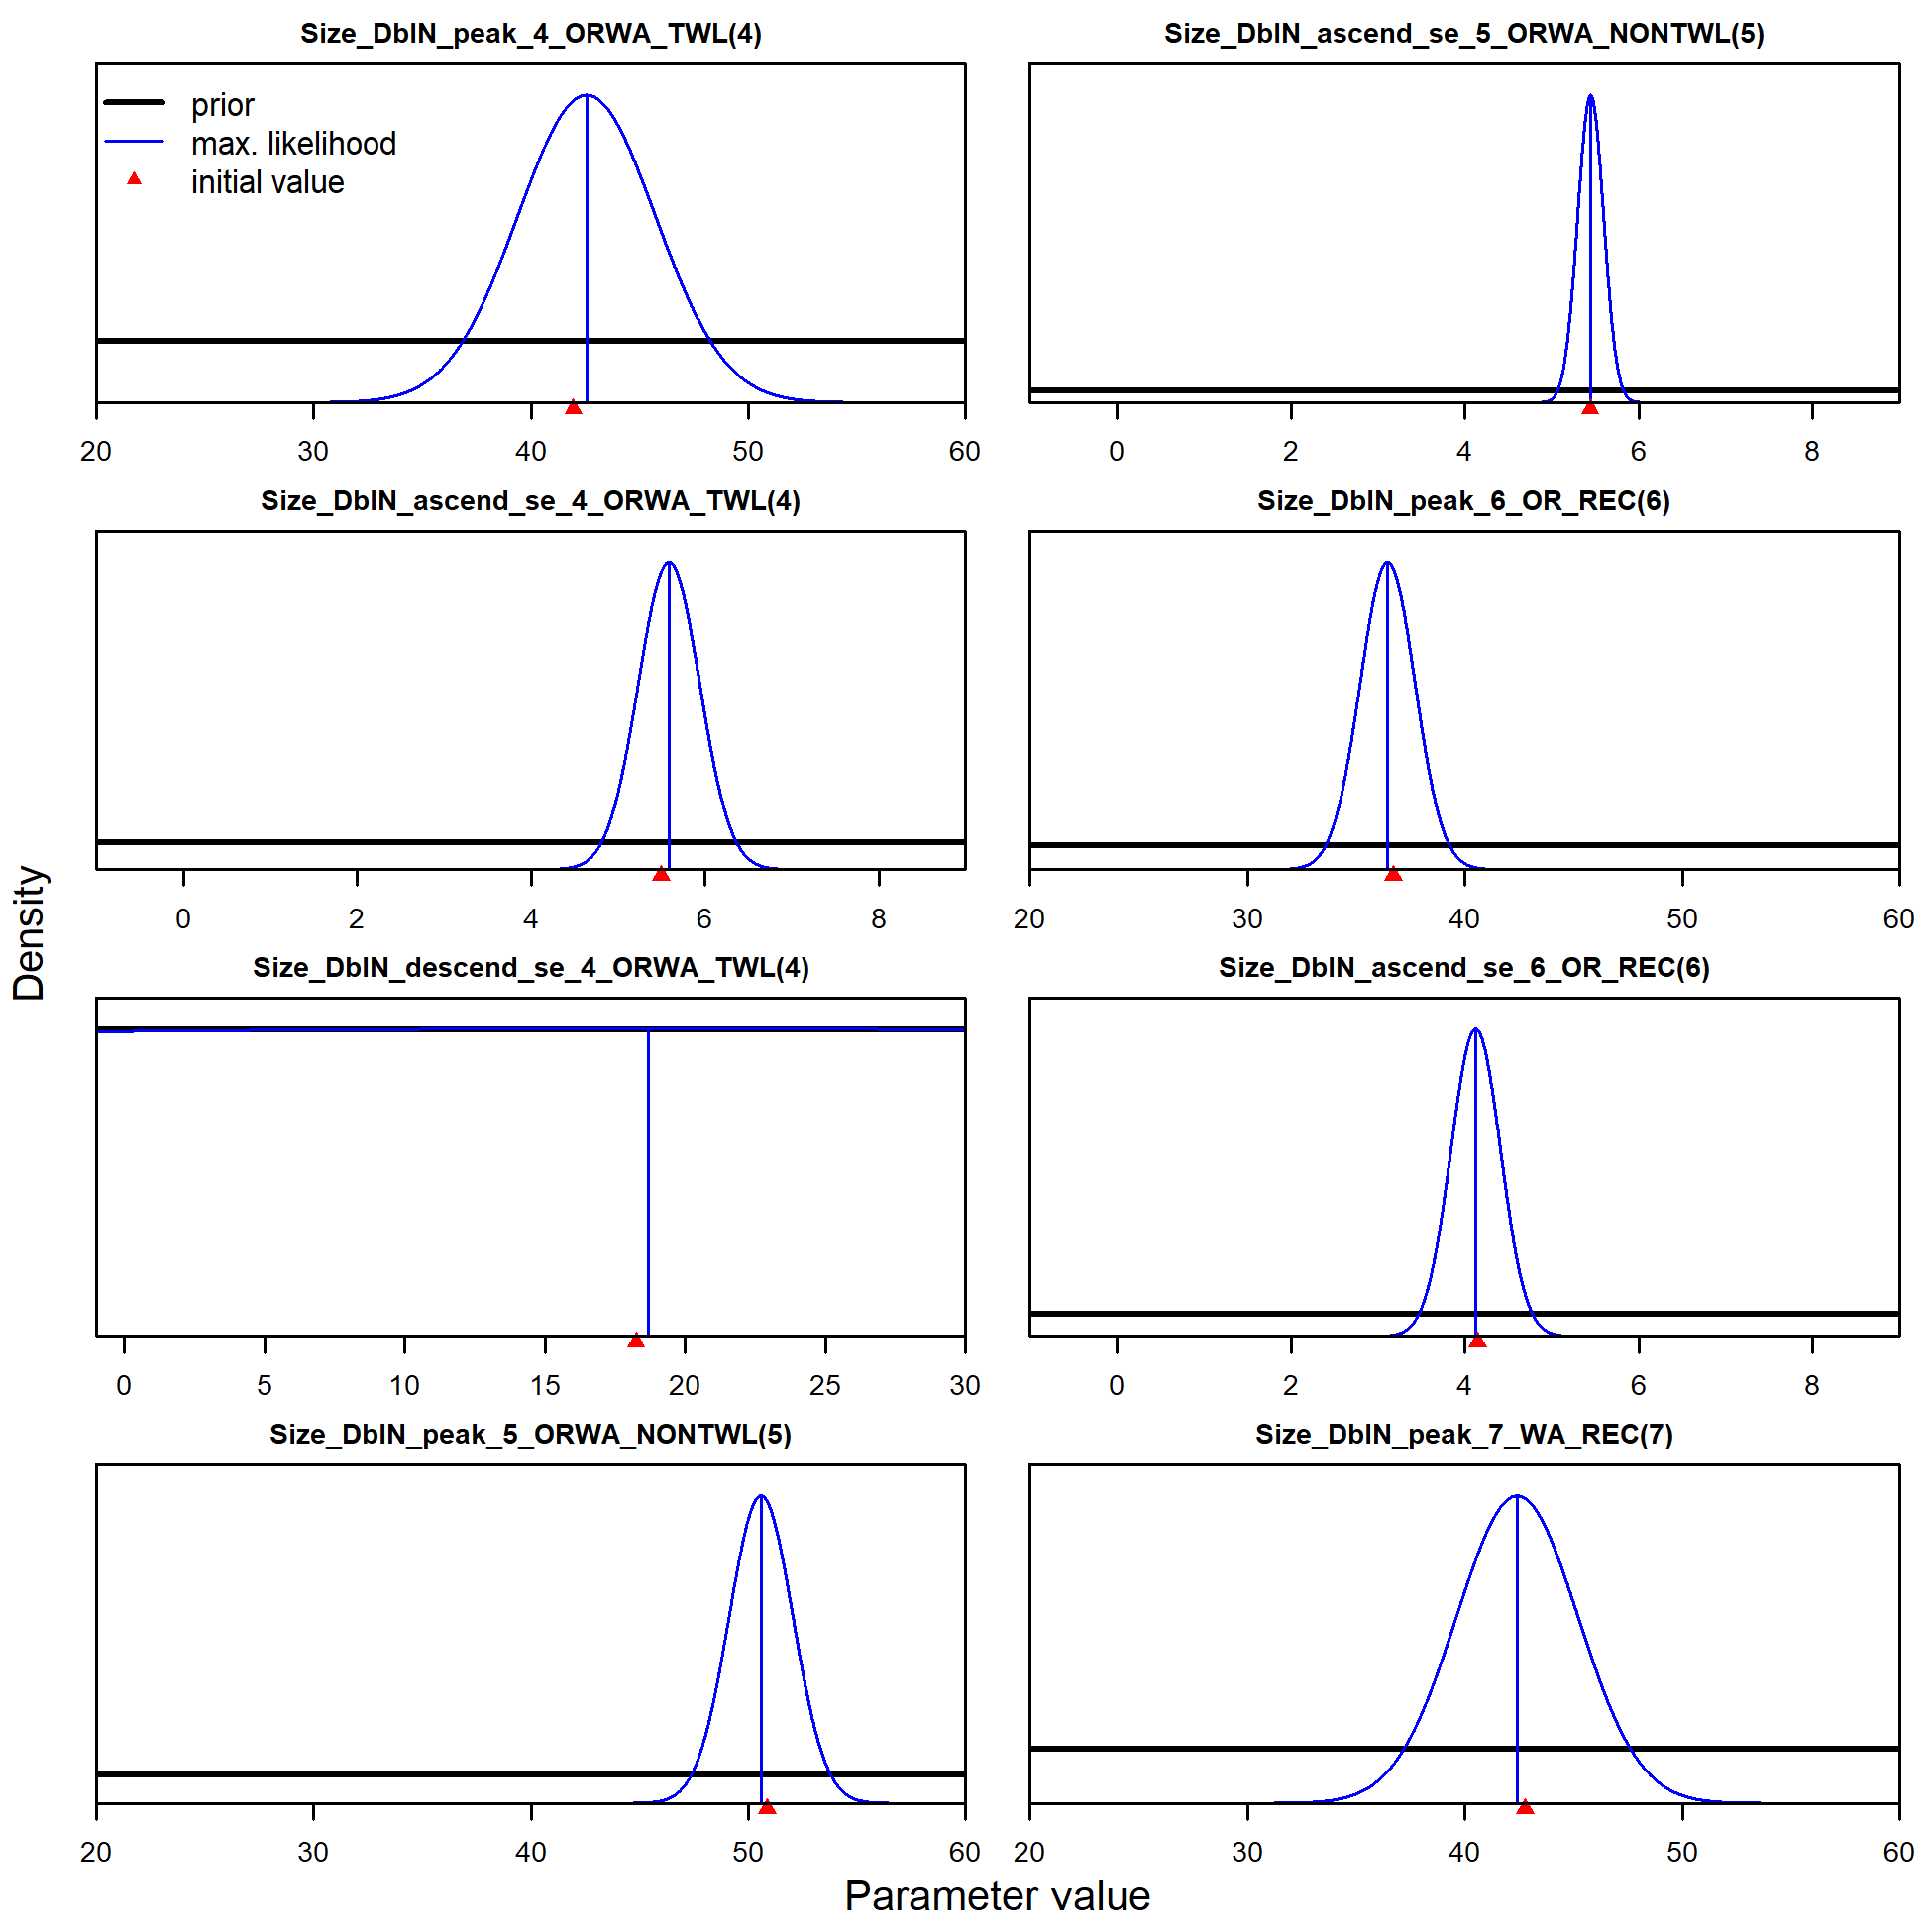 Size_DblN_peak_4_ORWA_TWL(4)
prior
max. likelihood
initial value
20 30 40 50 60
Size_DblN_ascend_se_5_ORWA_NONTWL(5)
0 2 4 6 8
Size_DblN_ascend_se_4_ORWA_TWL(4)
0 2 4 6 8
Size_DblN_peak_6_OR_REC(6)
20 30 40 50 60
Size_DblN_descend_se_4_ORWA_TWL(4)
0 5 10 15 20 25 30
Size_DblN_ascend_se_6_OR_REC(6)
0 2 4 6 8
Size_DblN_peak_5_ORWA_NONTWL(5)
20 30 40 50 60
Size_DblN_peak_7_WA_REC(7)
20 30 40 50 60
Density
Parameter value